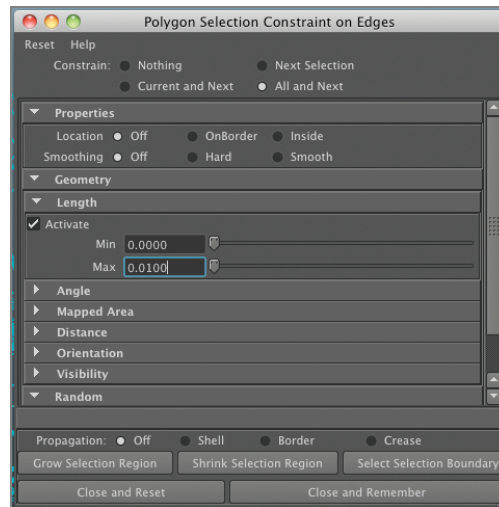 Polygon Selection Constraint on Edges
Reset Help
Constrain: Nothing Next Selection
Current and Next All and Next
Properties
Location Off OnBorder Inside
Smoothing Off Hard Smooth
Geometry
Length
Activate
Min 0.0000
Max 0.0100
Angle
Mapped Area
Distance
Orientation
Visibility
Random
Propagation: Off Shell Border Crease
Grow Selection Region Shrink Selection Region Select Selection Boundary
Close and Reset Close and Remember